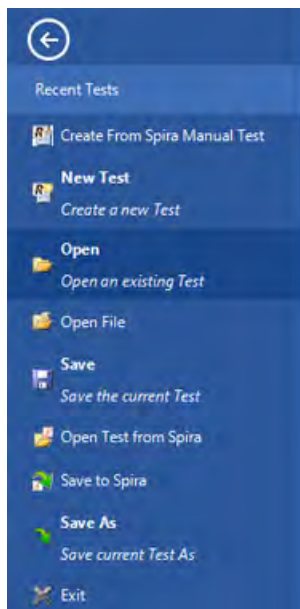 Recent Tests
Create From Spira Manual Test
New Test
Create a new Test
Open
Open an existing Test
Open File
Save
Save the current Test
Open Test from Spira
Save to Spira
Save As
Save current Test As
Exit